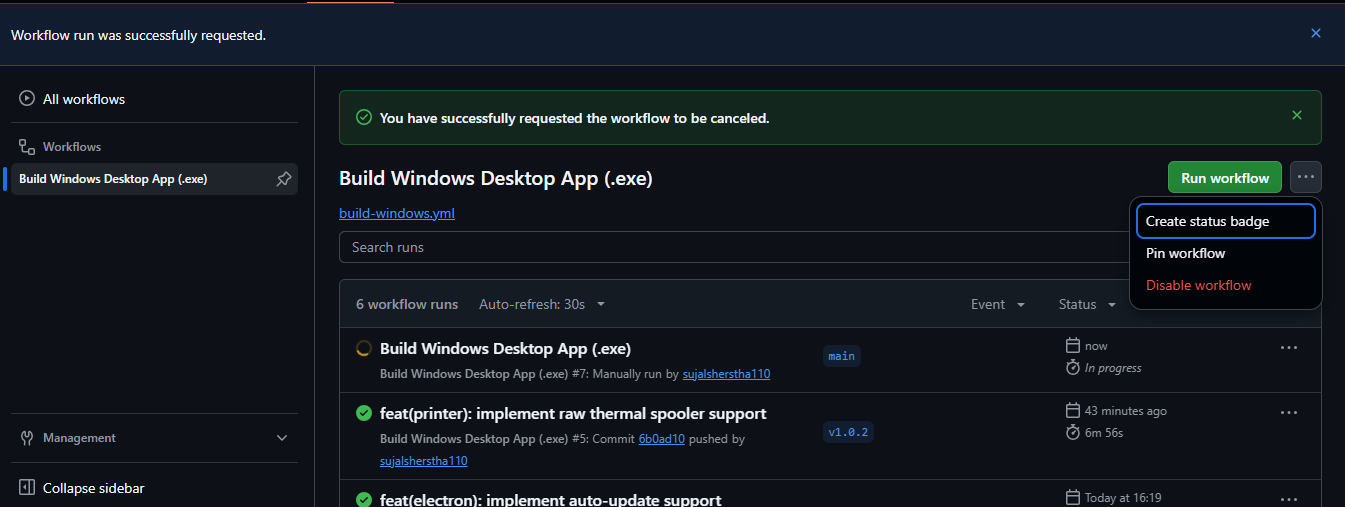 Workflow run was successfully requested.
All workflows
Workflows
Build Windows Desktop App (.exe)
Management
Collapse sidebar
You have successfully requested the workflow to be canceled.
Build Windows Desktop App (.exe)
Run workflow
build-windows.yml
Create status badge
Pin workflow
Disable workflow
Search runs
6 workflow runs Auto-refresh: 30s Event Status
Build Windows Desktop App (.exe) main now
Build Windows Desktop App (.exe) #7: Manually run by sujalsherstha110 In progress
feat(printer): implement raw thermal spooler support 43 minutes ago
Build Windows Desktop App (.exe) #5: Commit 6b0ad10 pushed by v1.0.2 6m 56s
sujalsherstha110
feat(electron): implement auto-update support Today at 16:19